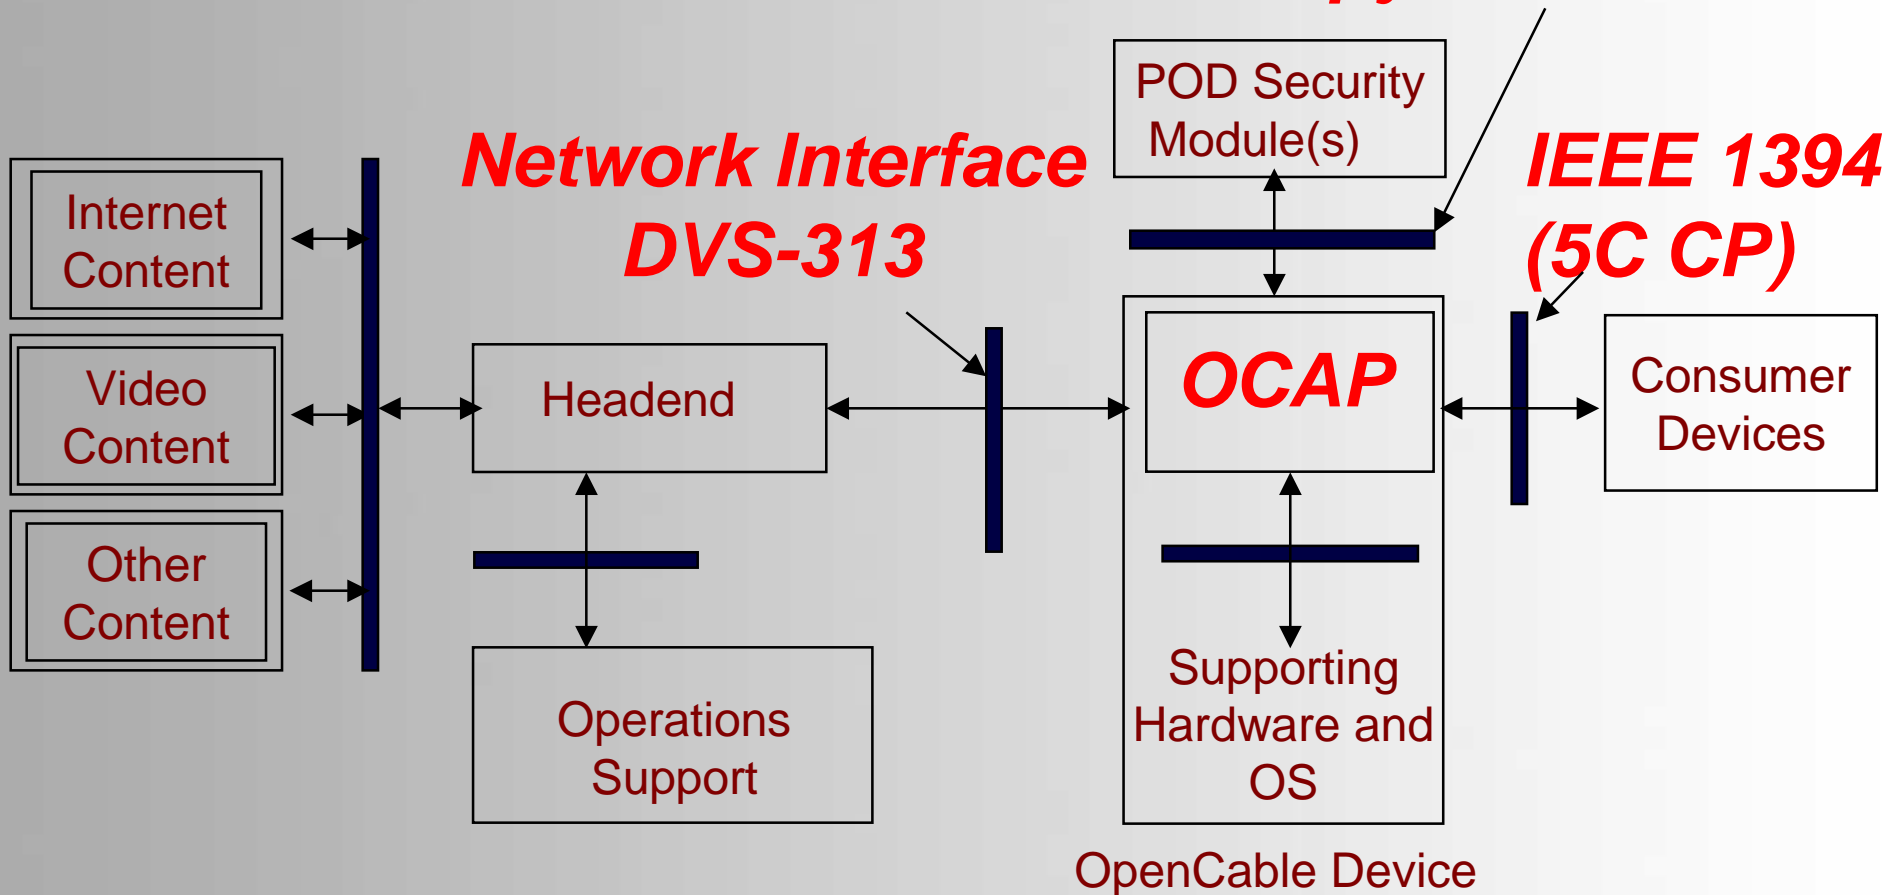 POD Security
Module(s)
Network Interface
DVS-313
IEEE 1394
(5C CP)
Internet
Content
Video
Content
Other
Content
Headend
OCAP
Consumer
Devices
Operations
Support
Supporting
Hardware and
OS
OpenCable Device